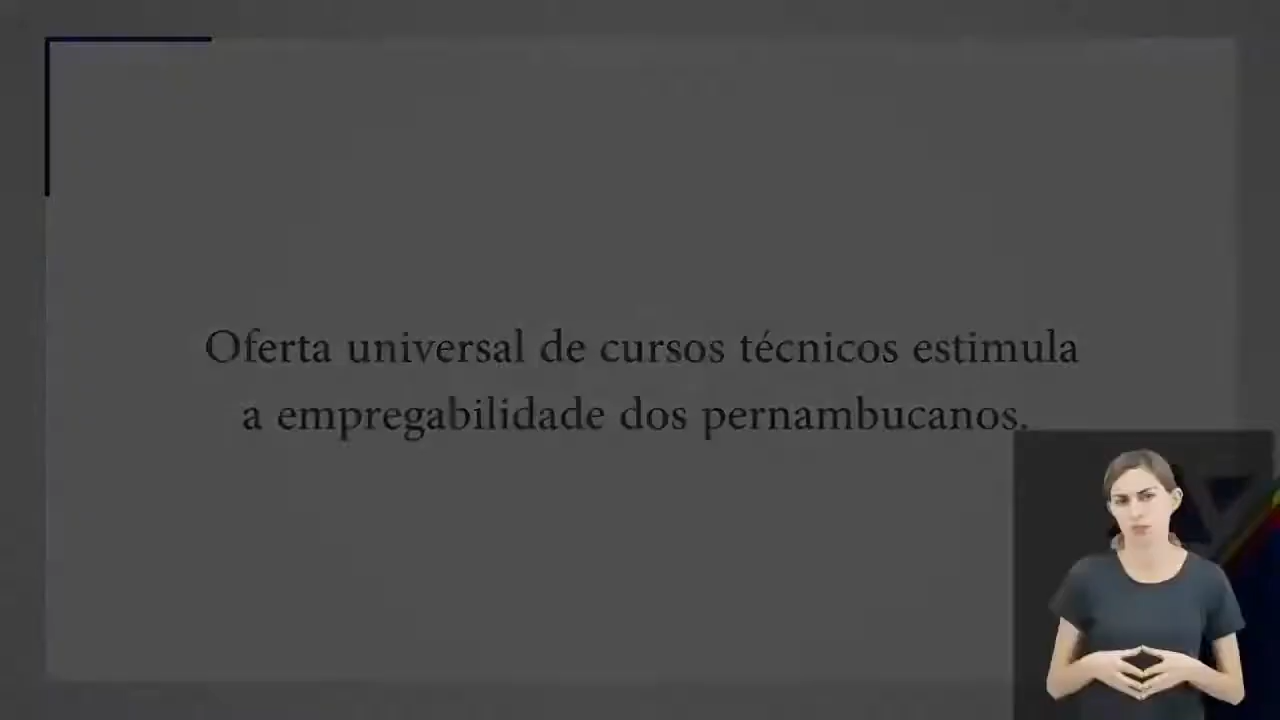 Oferta universal de cursos técnicos estimula
a empregabilidade dos pernambucanos.